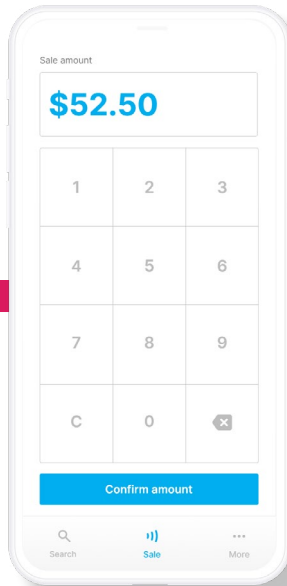 Sale amount
$52.50
1 2 3
4 5 6
7 8 9
C 0
Confirm amount
Search Sale More